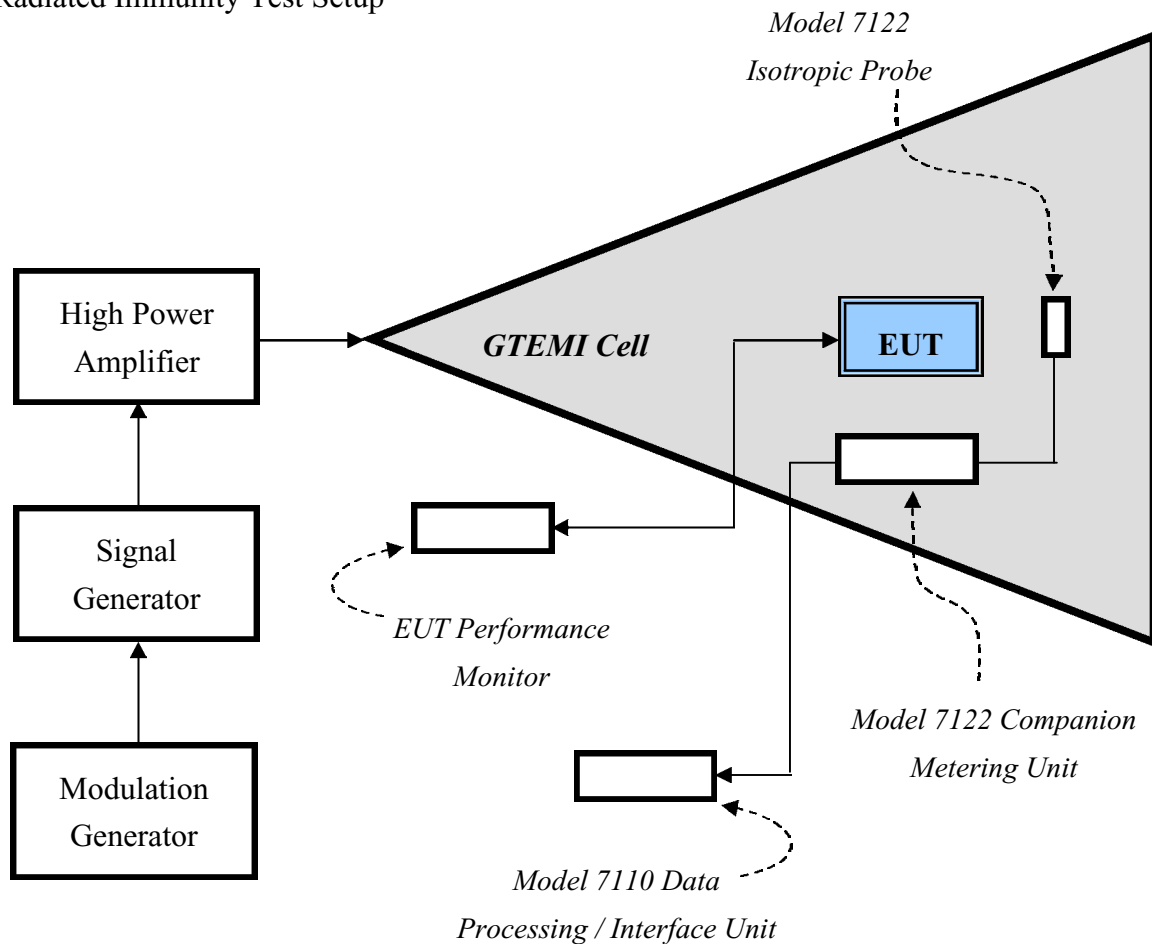 Radiated Immunity Test Setup
Model 7122
Isotropic Probe
High Power
Amplifier
GTEMI Cell
EUT
Signal
Generator
EUT Performance
Monitor
Model 7122 Companion
Metering Unit
Modulation
Generator
Model 7110 Data
Processing / Interface Unit